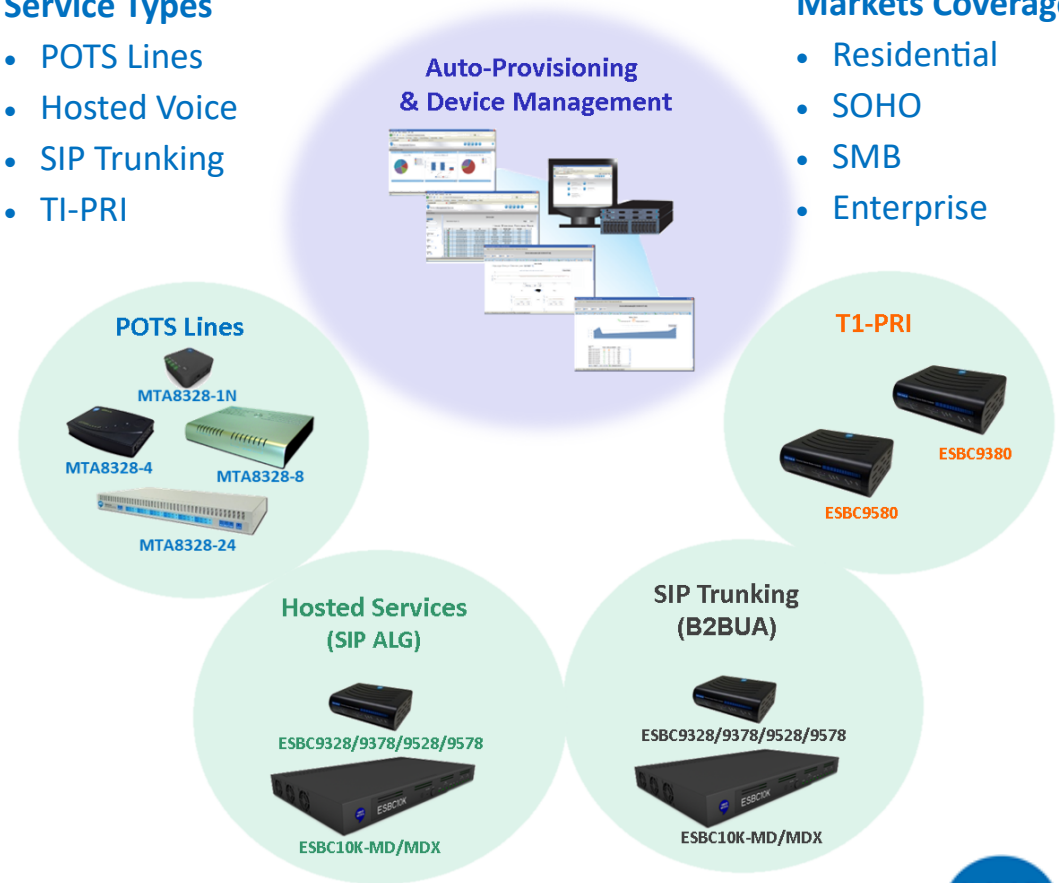 Service Types
• POTS Lines
• Hosted Voice
• SIP Trunking
• TI-PRI
Auto-Provisioning
& Device Management
Markets Coverage
• Residential
• SOHO
• SMB
• Enterprise
POTS Lines
MTA8328-1N
MTA8328-4
MTA8328-8
MTA8328-24
T1-PRI
ESBC9380
ESBC9580
Hosted Services
(SIP ALG)
ESBC9328/9378/9528/9578
ESBC10K
ESBC10K-MD/MDX
SIP Trunking
(B2BUA)
ESBC9328/9378/9528/9578
ESBC10K
ESBC10K-MD/MDX